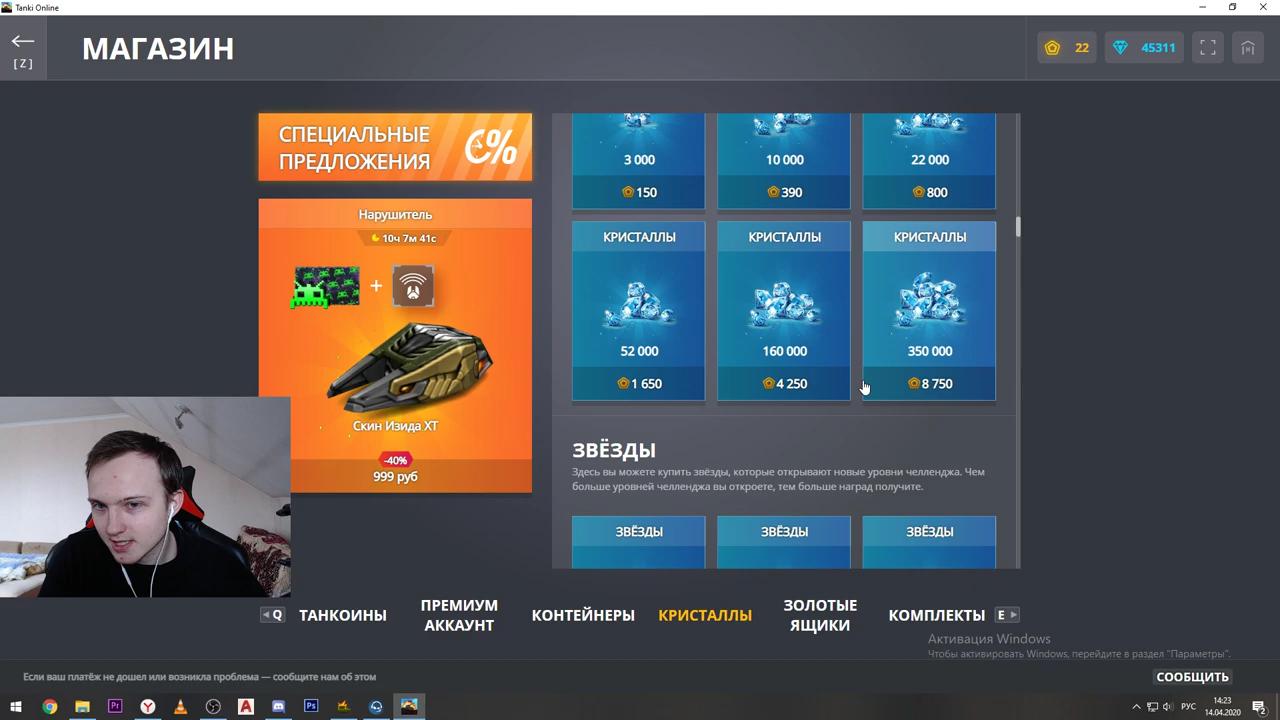 Tanki Online
[Z]
МАГАЗИН
22
45311
СПЕЦИАЛЬНЫЕ
ПРЕДЛОЖЕНИЯ
%
Нарушитель
10ч 7м 41с
+
Скин Изида XT
-40%
999 руб
3 000
10 000
22 000
150
390
800
КРИСТАЛЛЫ
КРИСТАЛЛЫ
КРИСТАЛЛЫ
52 000
160 000
350 000
1 650
4 250
8 750
ЗВЁЗДЫ
Здесь вы можете купить звёзды, которые открывают новые уровни челленджа. Чем
больше уровней челленджа вы откроете, тем больше наград получите.
ЗВЁЗДЫ
ЗВЁЗДЫ
ЗВЁЗДЫ
Q
ТАНКОИНЫ
ПРЕМИУМ
АККАУНТ
КОНТЕЙНЕРЫ
КРИСТАЛЛЫ
ЗОЛОТЫЕ
ЯЩИКИ
КОМПЛЕКТЫ
E
Активация Windows
Чтобы активировать Windows, перейдите в раздел "Параметры".
Если ваш платёж не дошел или возникла проблема — сообщите нам об этом
СООБЩИТЬ
Pr
Y
A
Ps
РУС
14:23
14.04.2020
2